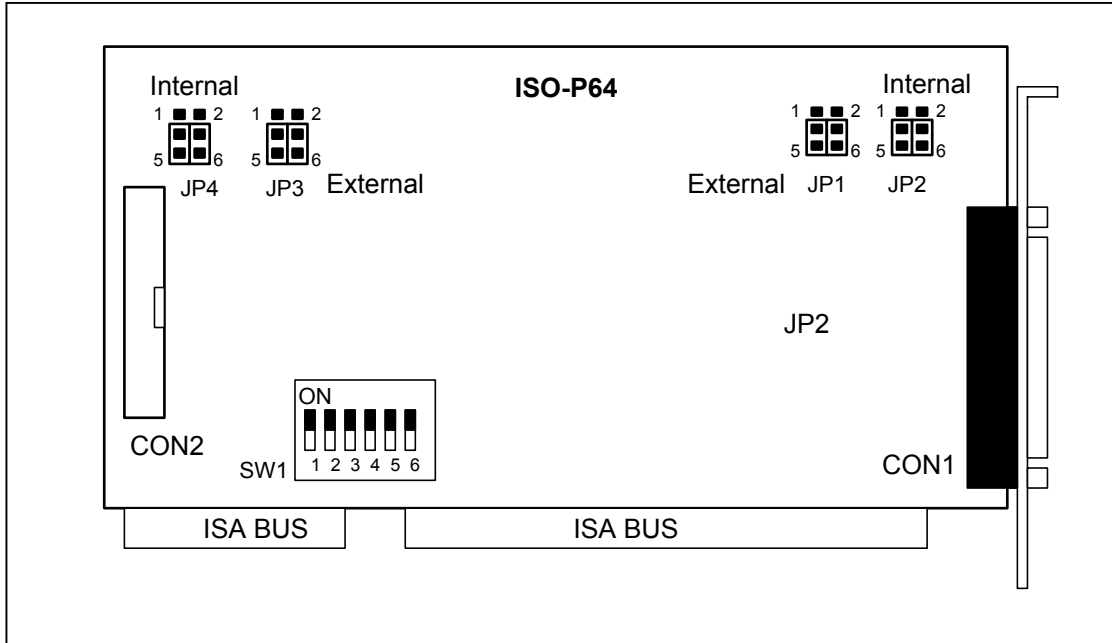 ISO-P64
Internal
1 2
5 6
JP4
1 2
5 6
JP3
External
Internal
1 2
5 6
JP1
1 2
5 6
JP2
External
JP2
ON
1 2 3 4 5 6
SW1
CON2
CON1
ISA BUS
ISA BUS